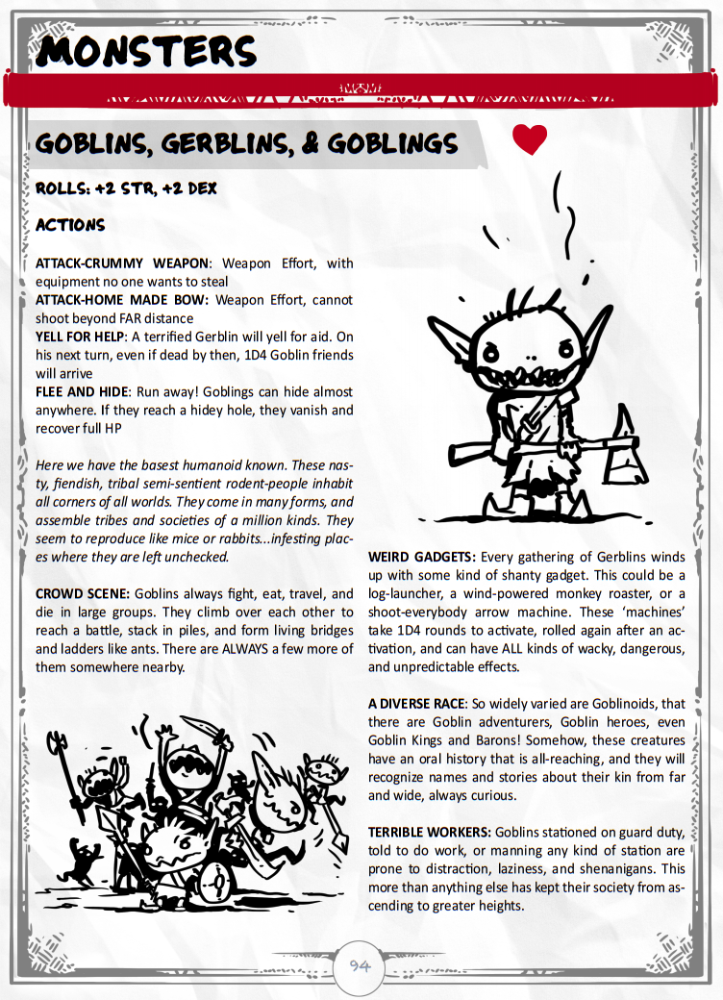 MONSTERS
GOBLINS, GERBLINS, & GOBLINGS
ROLLS: +2 STR, +2 DEX
ACTIONS
ATTACK-CRUMMY WEAPON: Weapon Effort, with
equipment no one wants to steal
ATTACK-HOME MADE BOW: Weapon Effort, cannot
shoot beyond FAR distance
YELL FOR HELP: A terrified Gerblin will yell for aid. On
his next turn, even if dead by then, 1D4 Goblin friends
will arrive
FLEE AND HIDE: Run away! Goblings can hide almost
anywhere. If they reach a hidey hole, they vanish and
recover full HP
Here we have the basest humanoid known. These nas-
ty, fiendish, tribal semi-sentient rodent-people inhabit
all corners of all worlds. They come in many forms, and
assemble tribes and societies of a million kinds. They
seem to reproduce like mice or rabbits...infesting plac-
es where they are left unchecked.
CROWD SCENE: Goblins always fight, eat, travel, and
die in large groups. They climb over each other to
reach a battle, stack in piles, and form living bridges
and ladders like ants. There are ALWAYS a few more of
them somewhere nearby.
WEIRD GADGETS: Every gathering of Gerblins winds
up with some kind of shanty gadget. This could be a
log-launcher, a wind-powered monkey roaster, or a
shoot-everybody arrow machine. These ‘machines’
take 1D4 rounds to activate, rolled again after an ac-
tivation, and can have ALL kinds of wacky, dangerous,
and unpredictable effects.
A DIVERSE RACE: So widely varied are Goblinoids, that
there are Goblin adventurers, Goblin heroes, even
Goblin Kings and Barons! Somehow, these creatures
have an oral history that is all-reaching, and they will
recognize names and stories about their kin from far
and wide, always curious.
TERRIBLE WORKERS: Goblins stationed on guard duty,
told to do work, or manning any kind of station are
prone to distraction, laziness, and shenanigans. This
more than anything else has kept their society from as-
cending to greater heights.
94